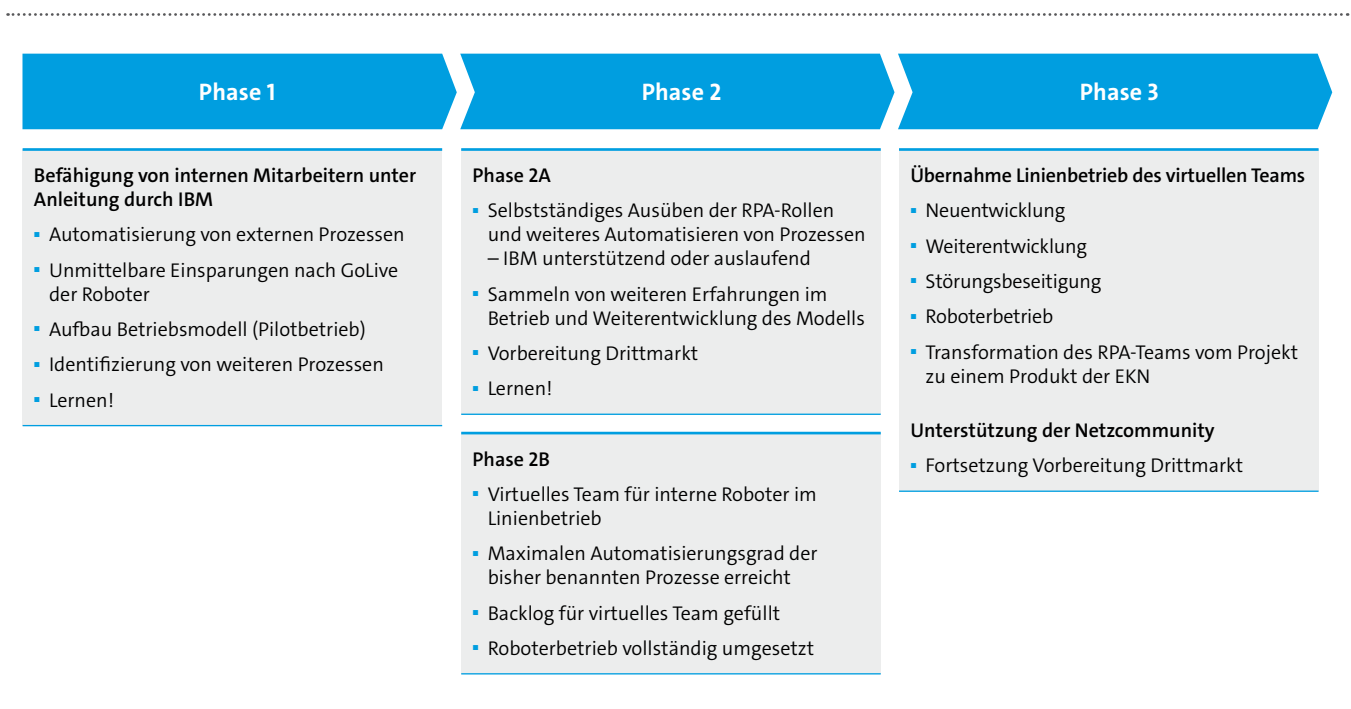 Phase 1
Befähigung von internen Mitarbeitern unter
Anleitung durch IBM
▪ Automatisierung von externen Prozessen
▪ Unmittelbare Einsparungen nach GoLive
der Roboter
▪ Aufbau Betriebsmodell (Pilotbetrieb)
▪ Identifizierung von weiteren Prozessen
▪ Lernen!
Phase 2
Phase 2A
▪ Selbstständiges Ausüben der RPA-Rollen
und weiteres Automatisieren von Prozessen
– IBM unterstützend oder auslaufend
▪ Sammeln von weiteren Erfahrungen im
Betrieb und Weiterentwicklung des Modells
▪ Vorbereitung Drittmarkt
▪ Lernen!
Phase 2B
▪ Virtuelles Team für interne Roboter im
Linienbetrieb
▪ Maximalen Automatisierungsgrad der
bisher benannten Prozesse erreicht
▪ Backlog für virtuelles Team gefüllt
▪ Roboterbetrieb vollständig umgesetzt
Phase 3
Übernahme Linienbetrieb des virtuellen Teams
▪ Neuentwicklung
▪ Weiterentwicklung
▪ Störungsbeseitigung
▪ Roboterbetrieb
▪ Transformation des RPA-Teams vom Projekt
zu einem Produkt der EKN
Unterstützung der Netzcommunity
▪ Fortsetzung Vorbereitung Drittmarkt